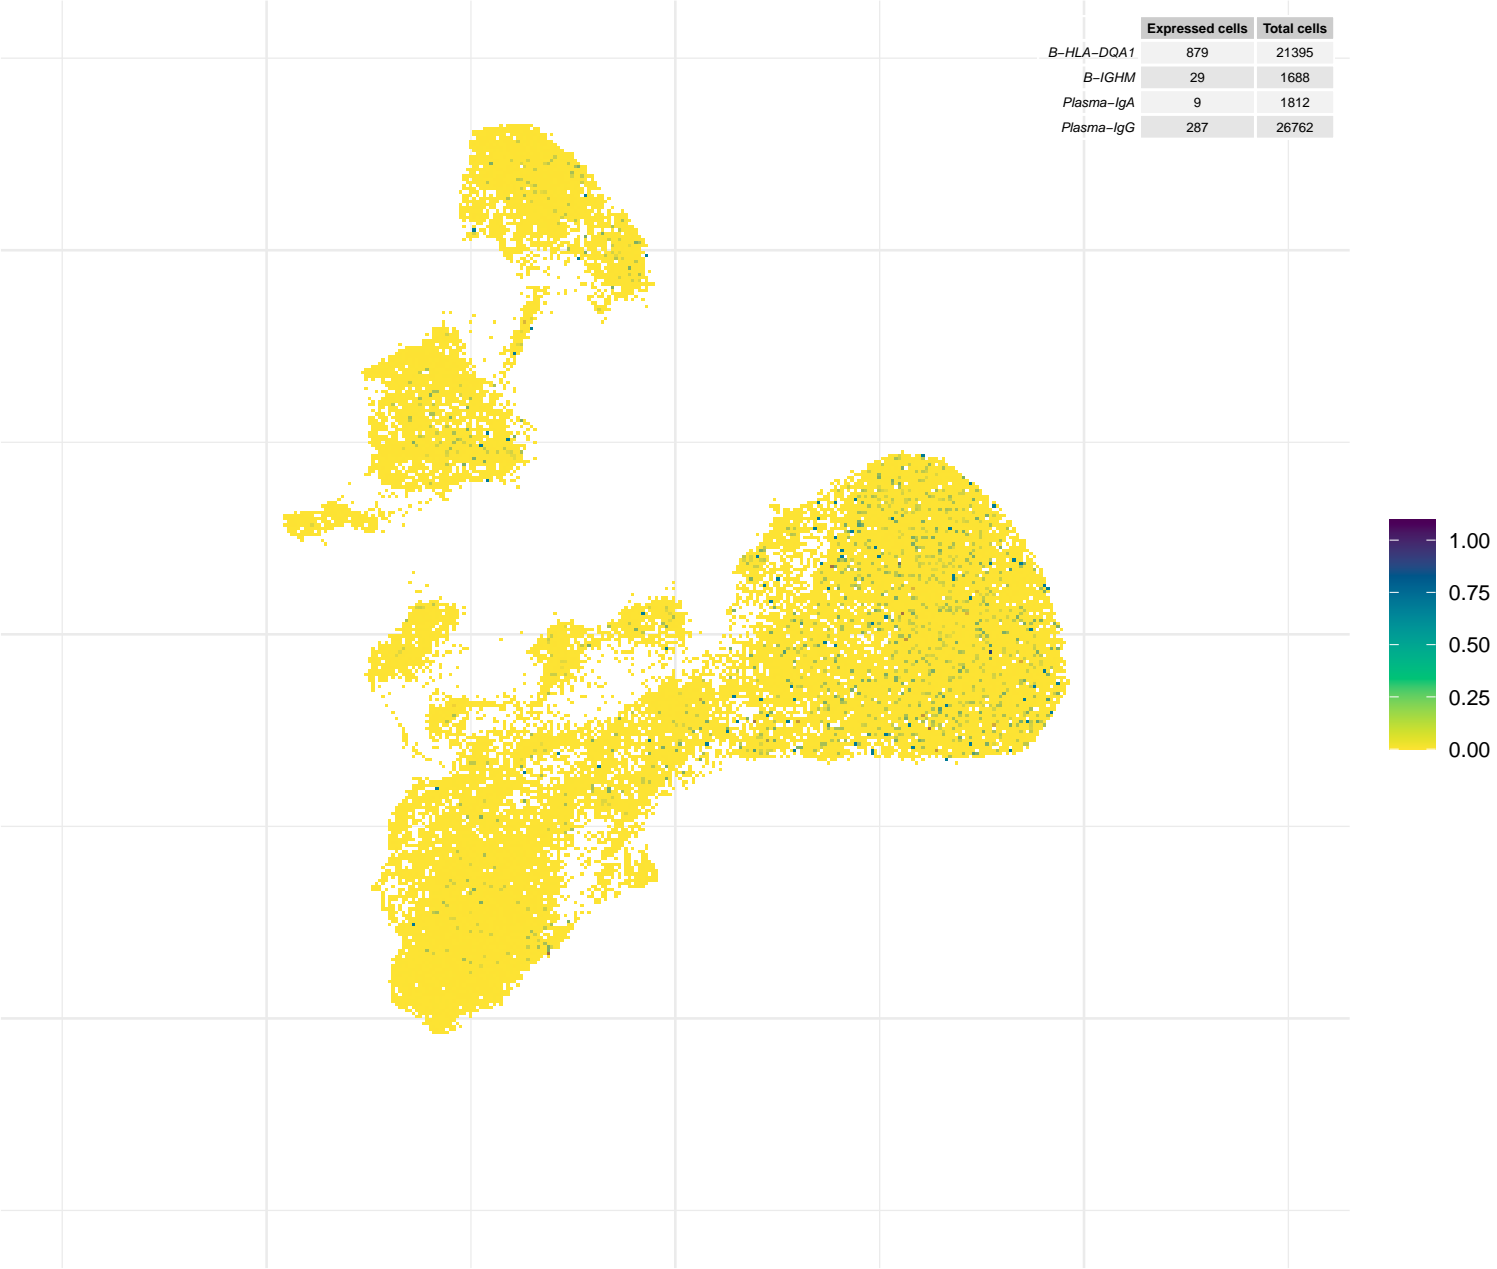 Expressed cells Total cells
B−HLA−DQA1 879 21395
B−IGHM 29 1688
Plasma−IgA 9 1812
Plasma−IgG 287 26762
1.00
0.75
0.50
0.25
0.00